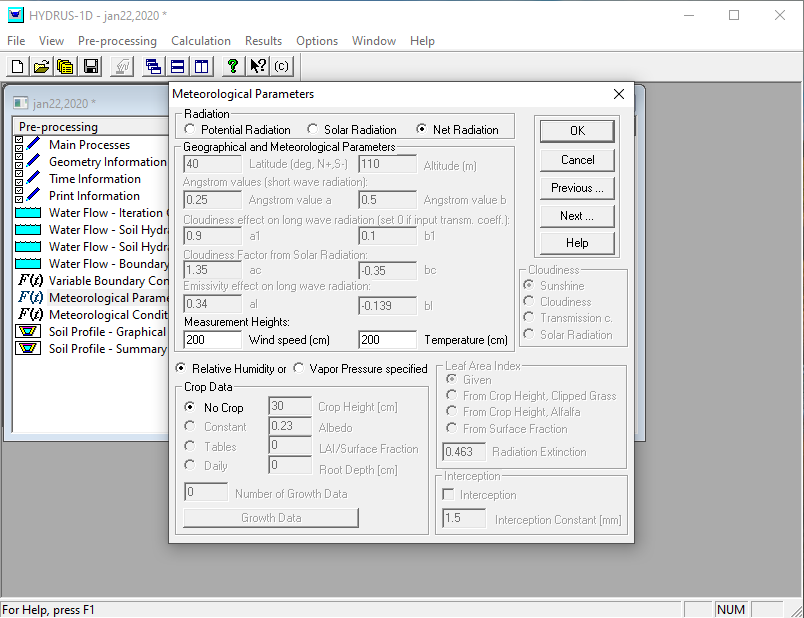 HYDRUS-1D - jan22,2020 *
File View Pre-processing Calculation Results Options Window Help
? ? (c)
jan22,2020 *
Pre-processing
Main Processes
Geometry Information
Time Information
Print Information
Water Flow - Iteration
Water Flow - Soil Hydra
Water Flow - Soil Hydra
Water Flow - Boundary
F(t) Variable Boundary Con
F(t) Meteorological Parame
F(t) Meteorological Condit
Soil Profile - Graphical
Soil Profile - Summary
Meteorological Parameters
Radiation
Potential Radiation Solar Radiation Net Radiation
Geographical and Meteorological Parameters
40 Latitude (deg, N+,S-) 110 Altitude (m)
Angstrom values (short wave radiation):
0.25 Angstrom value a 0.5 Angstrom value b
Cloudiness effect on long wave radiation (set 0 if input transm. coeff.):
0.9 a1 0.1 b1
Cloudiness Factor from Solar Radiation:
1.35 ac -0.35 bc
Emissivity effect on long wave radiation:
0.34 al -0.139 bl
Measurement Heights:
200 Wind speed (cm) 200 Temperature (cm)
OK
Cancel
Previous ...
Next ...
Help
Cloudiness
Sunshine
Cloudiness
Transmission c.
Solar Radiation
Relative Humidity or Vapor Pressure specified
Crop Data
No Crop 30 Crop Height [cm]
Constant 0.23 Albedo
Tables 0 LAI/Surface Fraction
Daily 0 Root Depth [cm]
0 Number of Growth Data
Growth Data
Leaf Area Index
Given
From Crop Height, Clipped Grass
From Crop Height, Alfalfa
From Surface Fraction
0.463 Radiation Extinction
Interception
Interception
1.5 Interception Constant [mm]
For Help, press F1
NUM